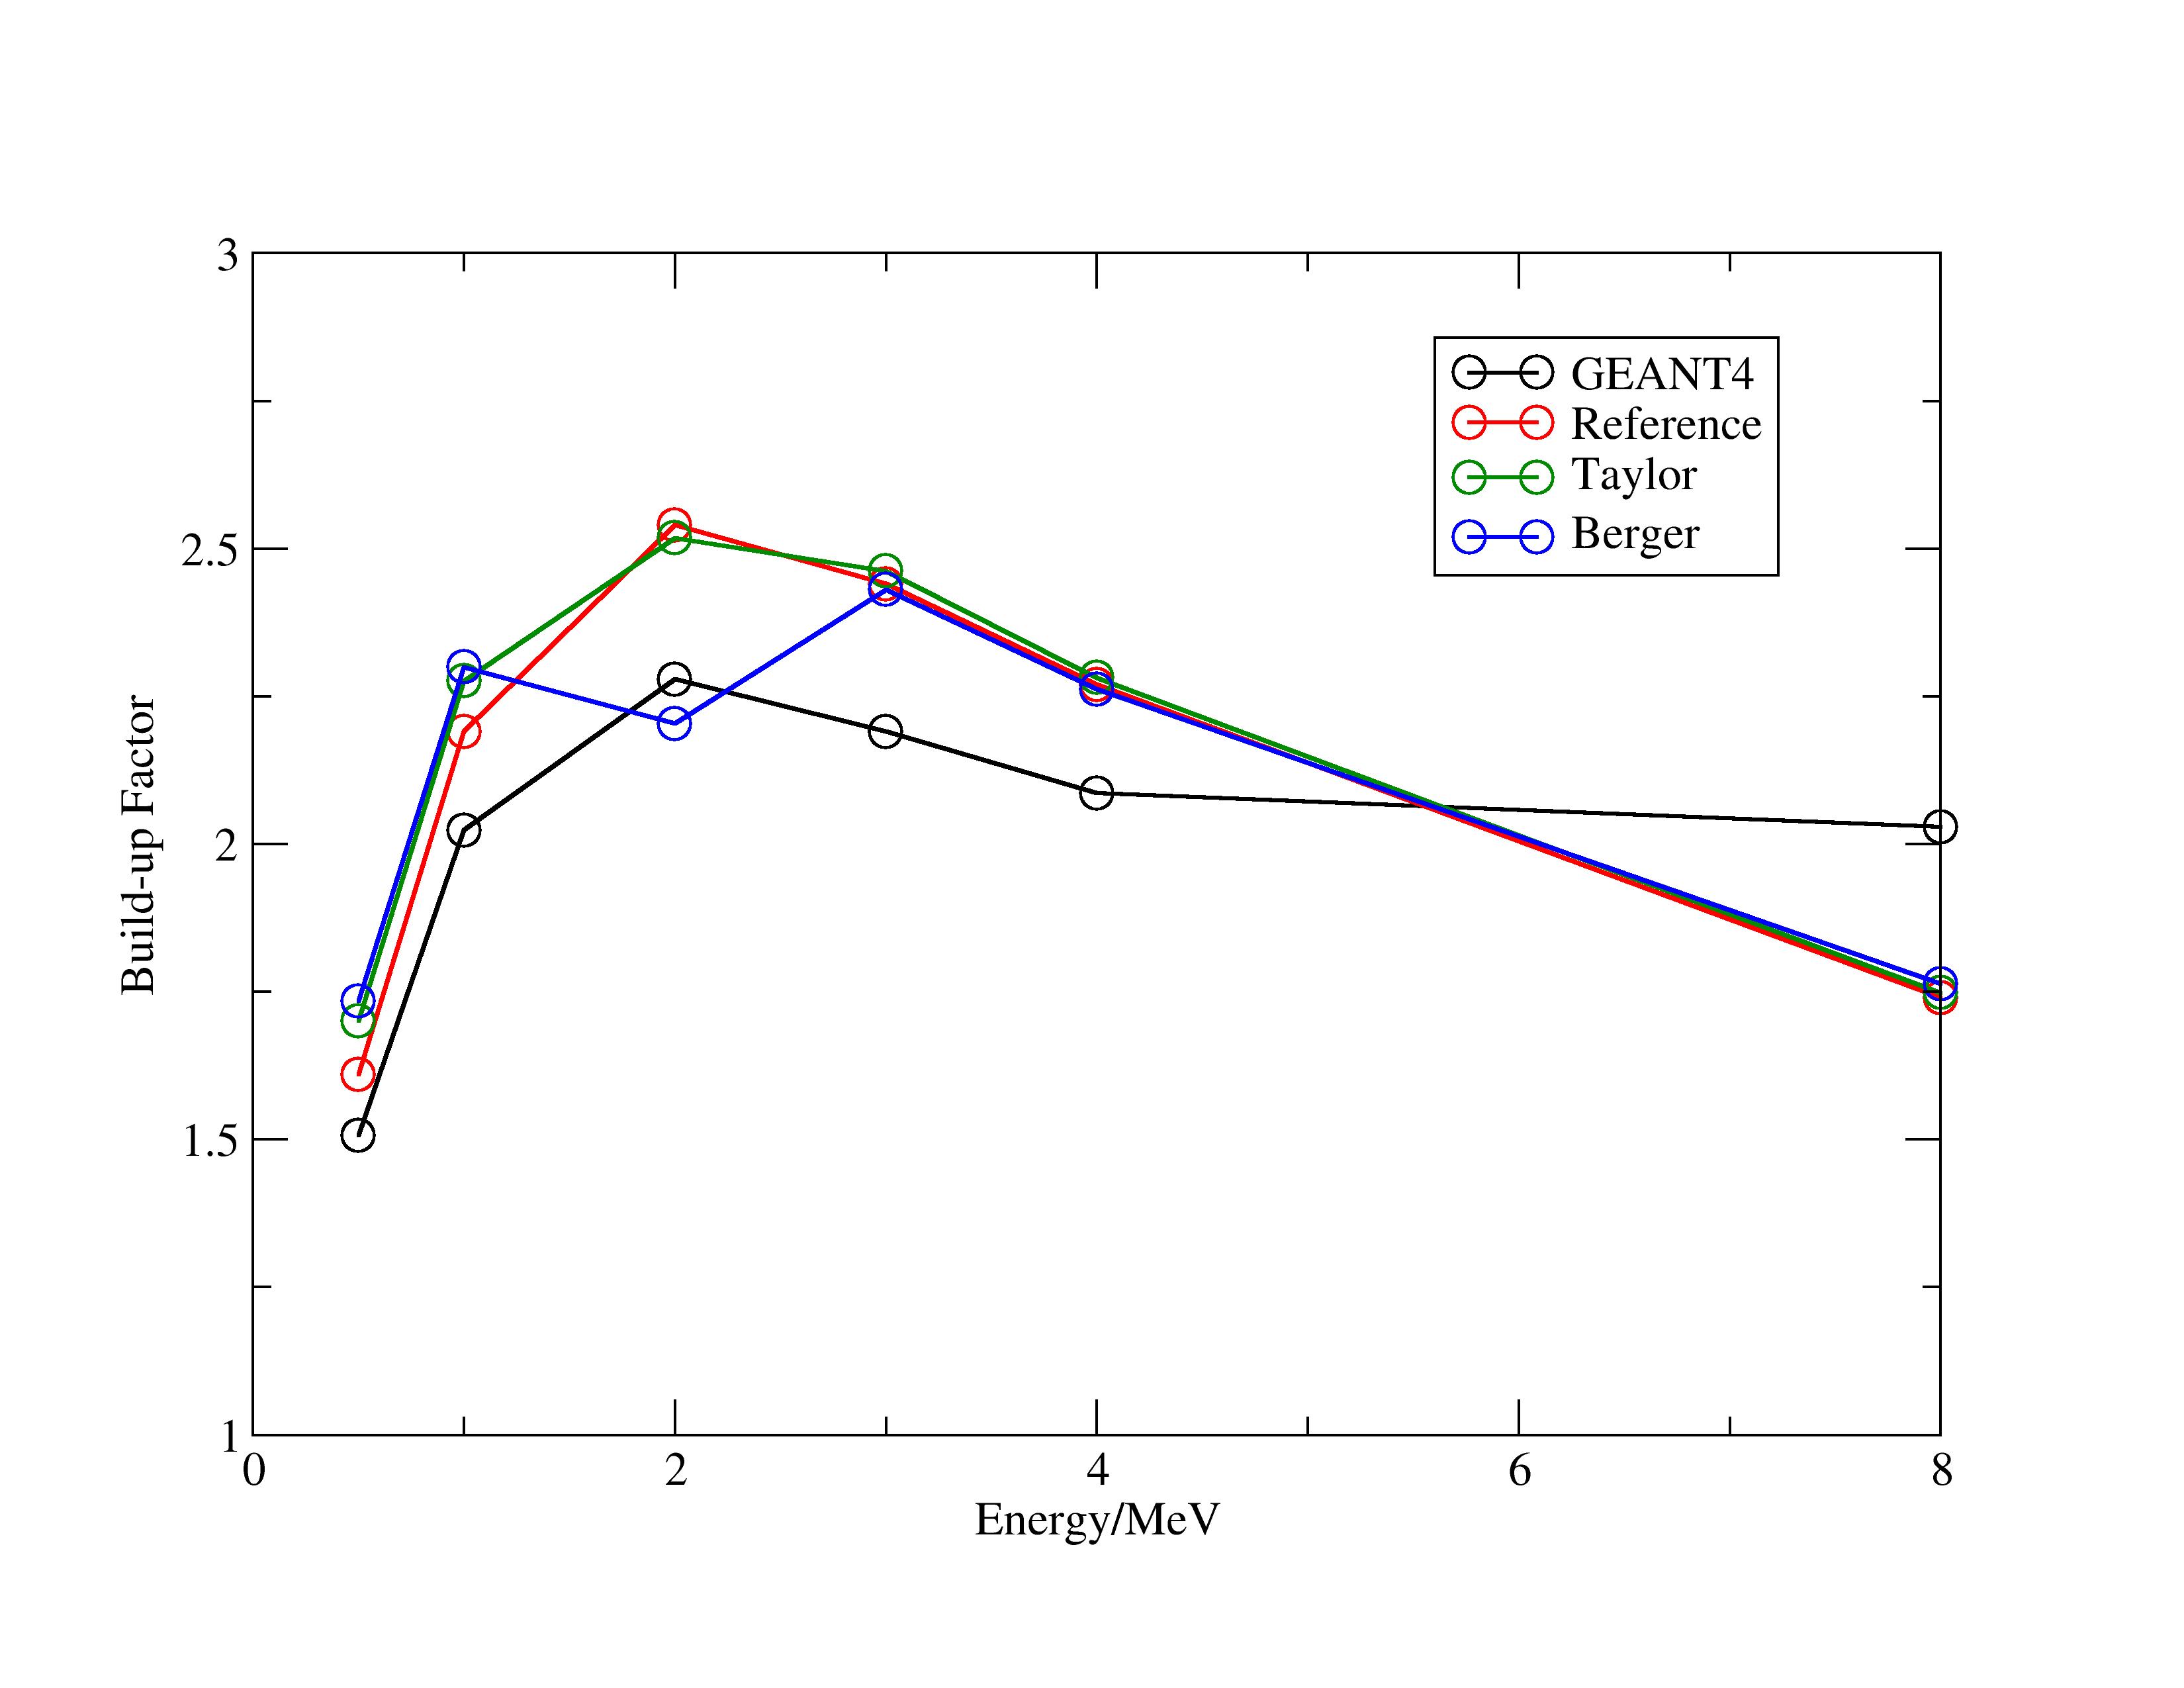 3
2.5
2
1.5
1
Build-up Factor
GEANT4
Reference
Taylor
Berger
0 2 4 6 8
Energy/MeV